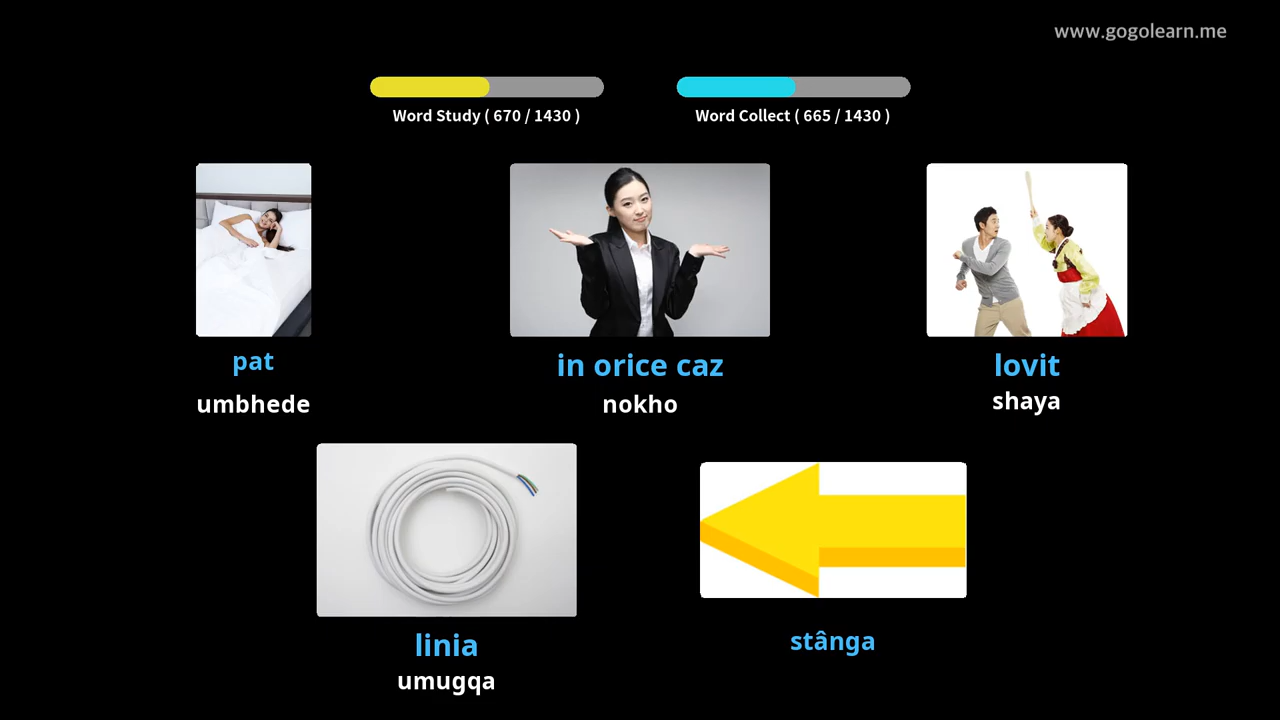 www.gogolearn.me
Word Study ( 670 / 1430 )
Word Collect ( 665 / 1430 )
pat
umbhede
in orice caz
nokho
lovit
shaya
linia
umugqa
stânga